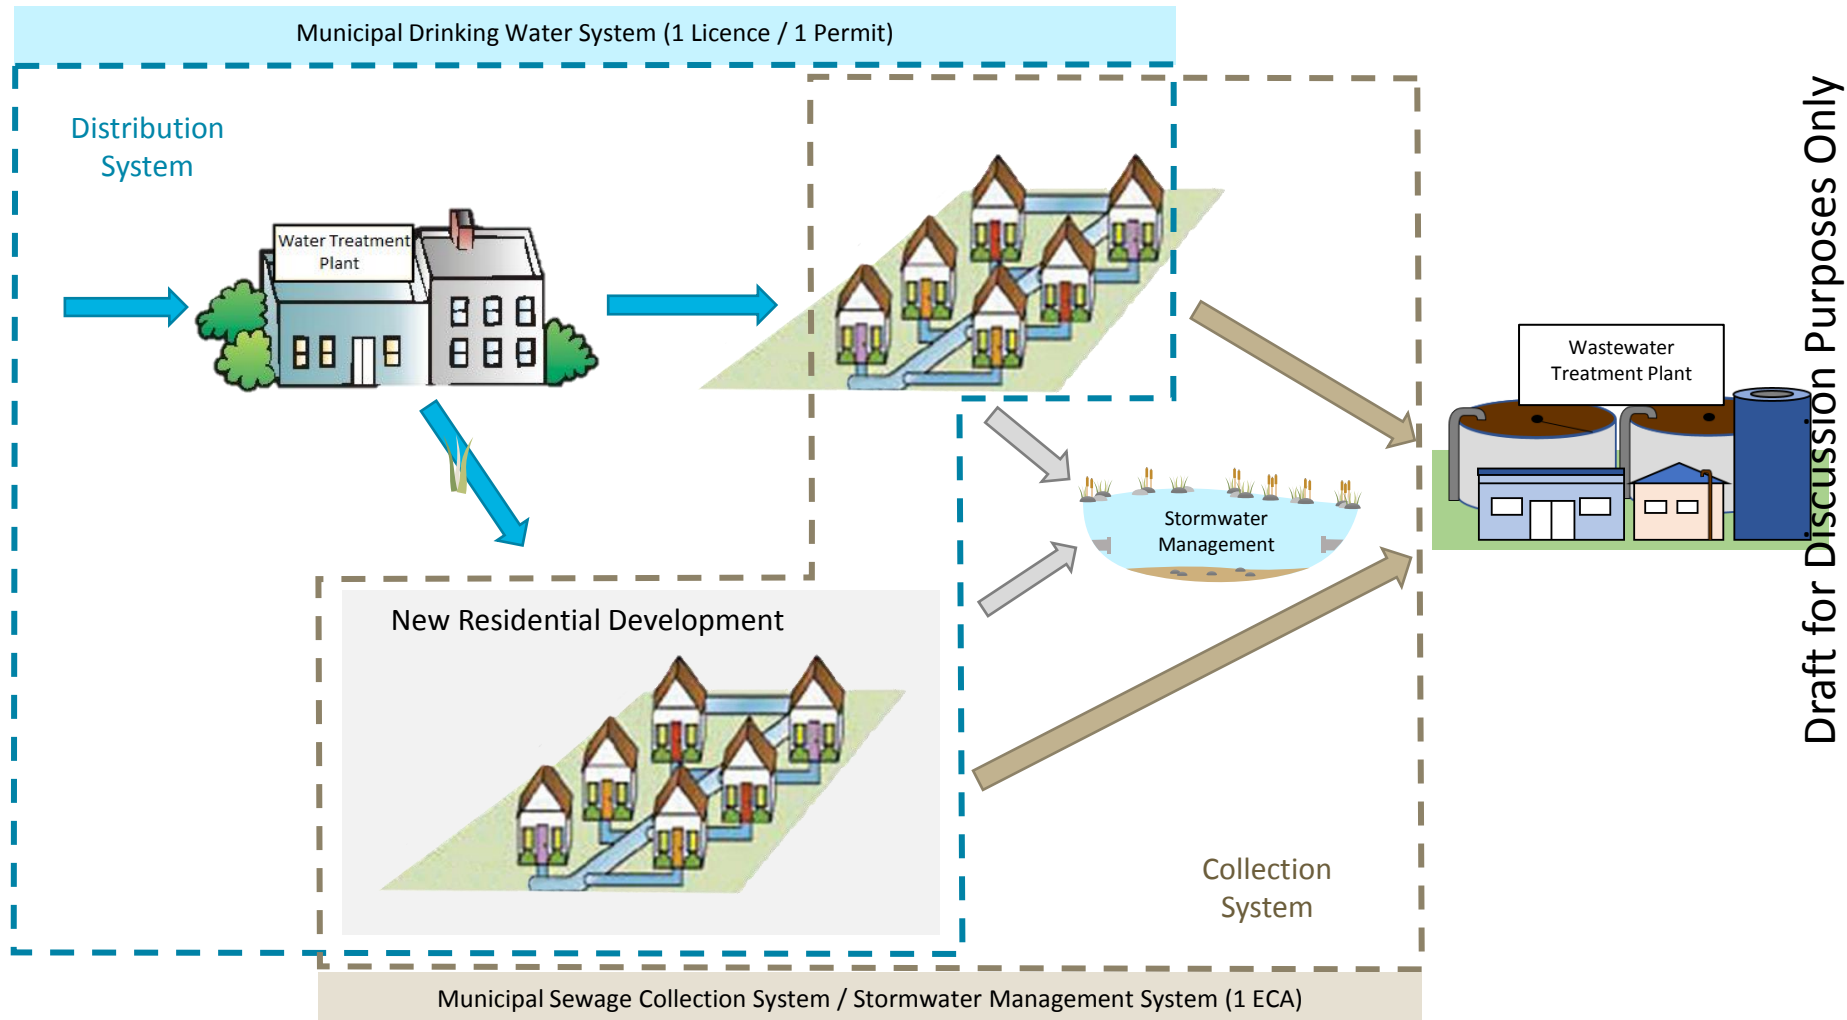 Municipal Drinking Water System (1 Licence / 1 Permit)
Distribution
System
Water Treatment
Plant
Wastewater
Treatment Plant
Stormwater
Management
New Residential Development
Collection
System
Municipal Sewage Collection System / Stormwater Management System (1 ECA)
Draft for Discussion Purposes Only